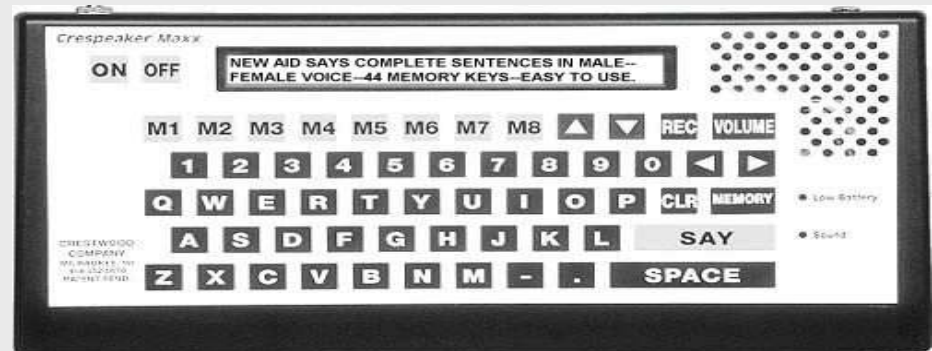 Crespeaker Maxx
ON OFF
NEW AID SAYS COMPLETE SENTENCES IN MALE--
FEMALE VOICE--44 MEMORY KEYS--EASY TO USE.
M1 M2 M3 M4 M5 M6 M7 M8 REC VOLUME
1 2 3 4 5 6 7 8 9 0
Q W E R T Y U I O P CLR MEMORY
Low Battery
A S D F G H J K L SAY
Sound
CRESTWOOD
COMPANY
Z X C V B N M - . SPACE